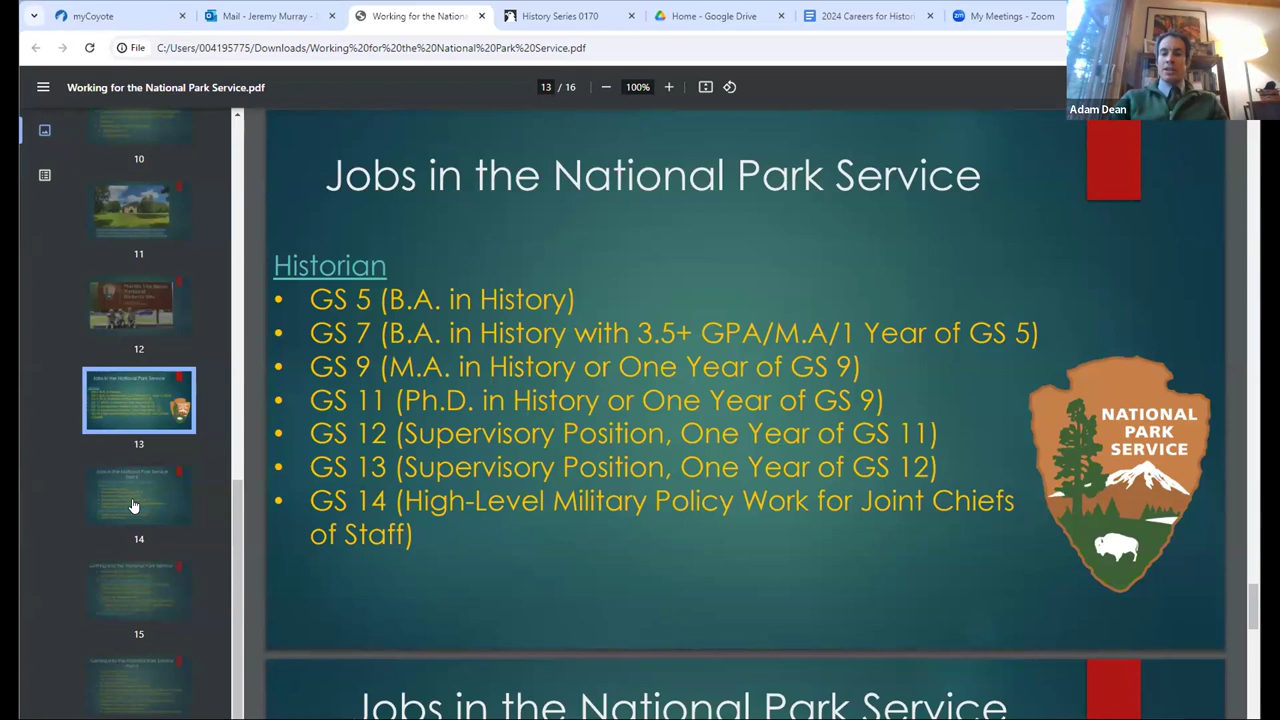 myCoyote
Mail - Jeremy Murray -
Working for the Nationa
History Series 0170
Home - Google Drive
2024 Careers for Histori
My Meetings - Zoom
File
C:/Users/004195775/Downloads/Working%20for%20the%20National%20Park%20Service.pdf
Working for the National Park Service.pdf
13 / 16
100%
Adam Dean
10
11
12
13
14
15
Jobs in the National Park Service
Historian
• GS 5 (B.A. in History)
• GS 7 (B.A. in History with 3.5+ GPA/M.A/1 Year of GS 5)
• GS 9 (M.A. in History or One Year of GS 9)
• GS 11 (Ph.D. in History or One Year of GS 9)
• GS 12 (Supervisory Position, One Year of GS 11)
• GS 13 (Supervisory Position, One Year of GS 12)
• GS 14 (High-Level Military Policy Work for Joint Chiefs
of Staff)
NATIONAL
PARK
SERVICE
Jobs in the National Park Service